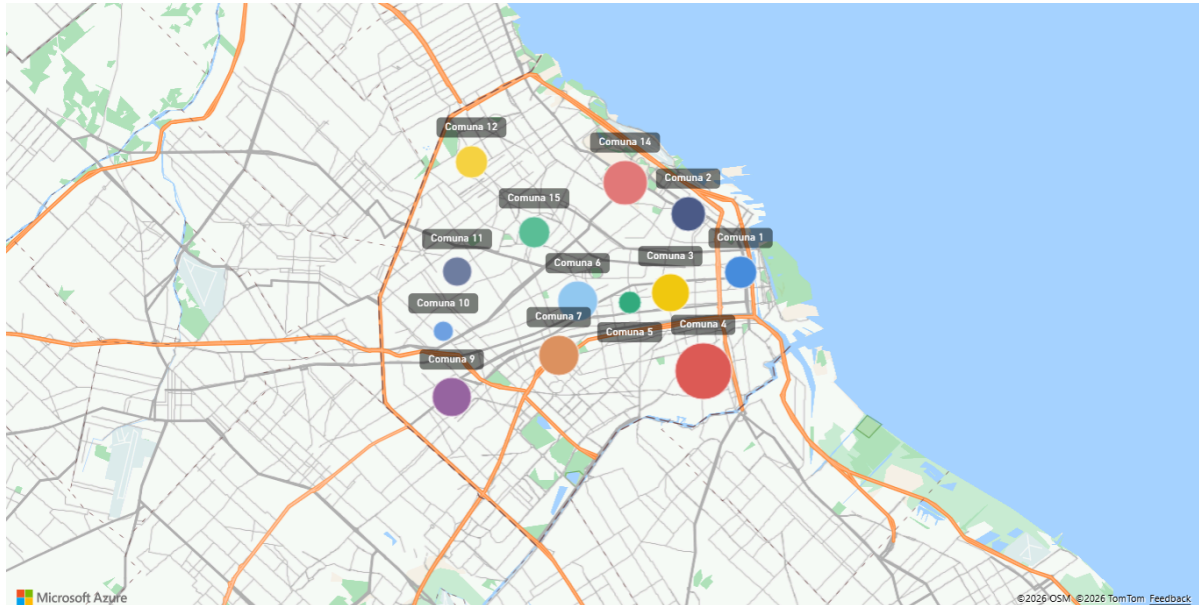 Comuna 12
Comuna 14
Comuna 2
Comuna 15
Comuna 11
Comuna 1
Comuna 6
Comuna 3
Comuna 10
Comuna 7
Comuna 5
Comuna 4
Comuna 9
Microsoft Azure
©2026 OSM ©2026 TomTom Feedback